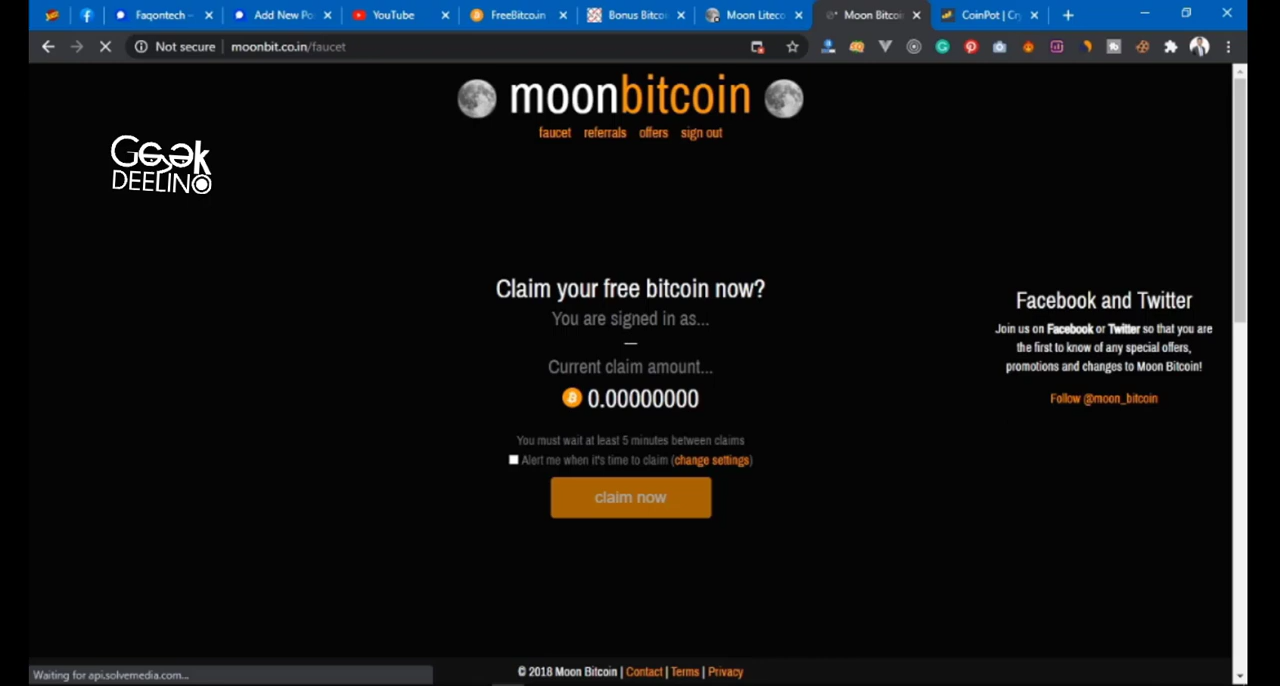 Faqontech –
Add New Po
YouTube
FreeBitco.in
Bonus Bitco
Moon Liteco
Moon Bitco
CoinPot | Cr
Not secure | moonbit.co.in/faucet
moonbitcoin
faucet referrals offers sign out
Geek
DEELINO
Claim your free bitcoin now?
You are signed in as...
—
Current claim amount...
0.00000000
You must wait at least 5 minutes between claims
Alert me when it's time to claim (change settings)
claim now
Facebook and Twitter
Join us on Facebook or Twitter so that you are
the first to know of any special offers,
promotions and changes to Moon Bitcoin!
Follow @moon_bitcoin
Waiting for api.solvemedia.com...
© 2018 Moon Bitcoin | Contact | Terms | Privacy